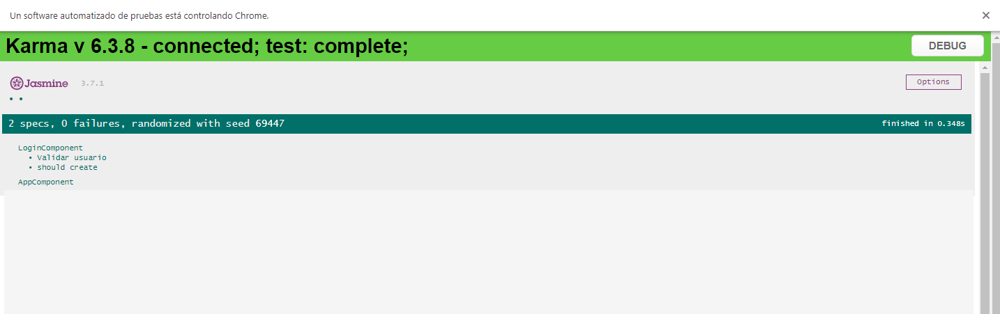 Un software automatizado de pruebas está controlando Chrome.
Karma v 6.3.8 - connected; test: complete;
DEBUG
Jasmine 3.7.1
Options
2 specs, 0 failures, randomized with seed 69447
finished in 0.348s
LoginComponent
• Validar usuario
• should create
AppComponent